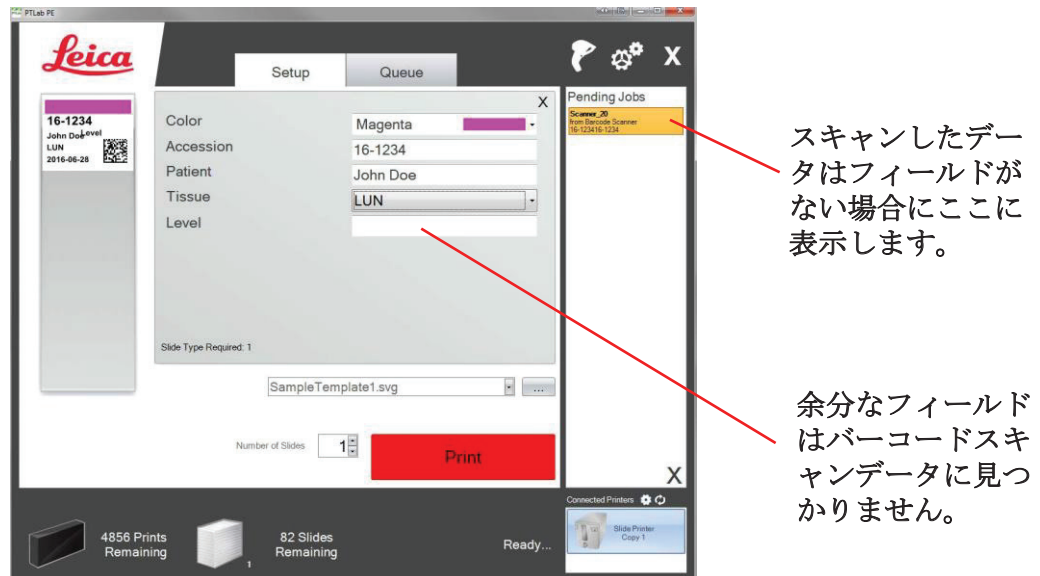 PTLab PE
Leica
Setup
Queue
X
16-1234
John Doe
Level
LUN
2016-06-28
X
Color
Magenta
Accession
16-1234
Patient
John Doe
Tissue
LUN
Level
Slide Type Required: 1
SampleTemplate1.svg
...
Number of Slides
1
Print
Pending Jobs
Scanner_20
from Barcode Scanner
16-123416-1234
X
4856 Prints
Remaining
1
82 Slides
Remaining
Ready...
Connected Printers
Slide Printer
Copy 1
スキャンしたデー
タはフィールドが
ない場合にここに
表示します。
余分なフィールド
はバーコードスキ
ャンデータに見つ
かりません。